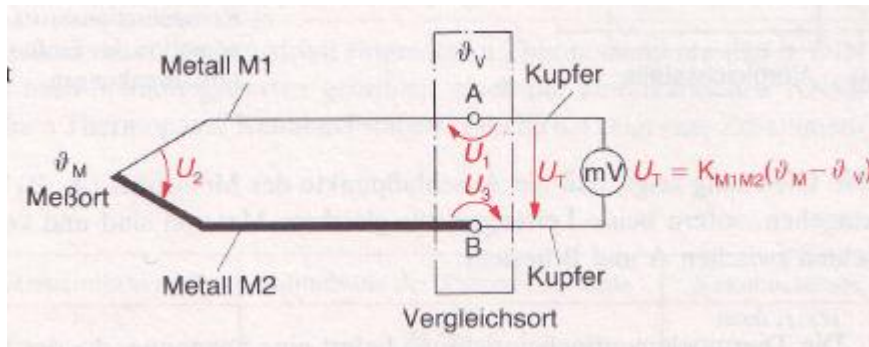 Metall M1
ϑV
Kupfer
A
ϑM
Meßort
U2
U1
U3
UT
mV
UT = KM1M2(ϑM – ϑV)
B
Metall M2
Kupfer
Vergleichsort